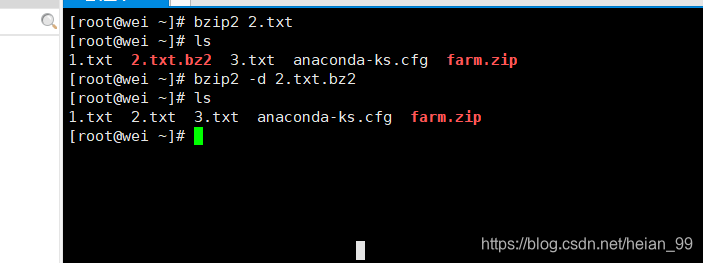 [root@wei ~]# bzip2 2.txt
[root@wei ~]# ls
1.txt  2.txt.bz2  3.txt  anaconda-ks.cfg  farm.zip
[root@wei ~]# bzip2 -d 2.txt.bz2
[root@wei ~]# ls
1.txt  2.txt  3.txt  anaconda-ks.cfg  farm.zip
[root@wei ~]#
https://blog.csdn.net/heian_99